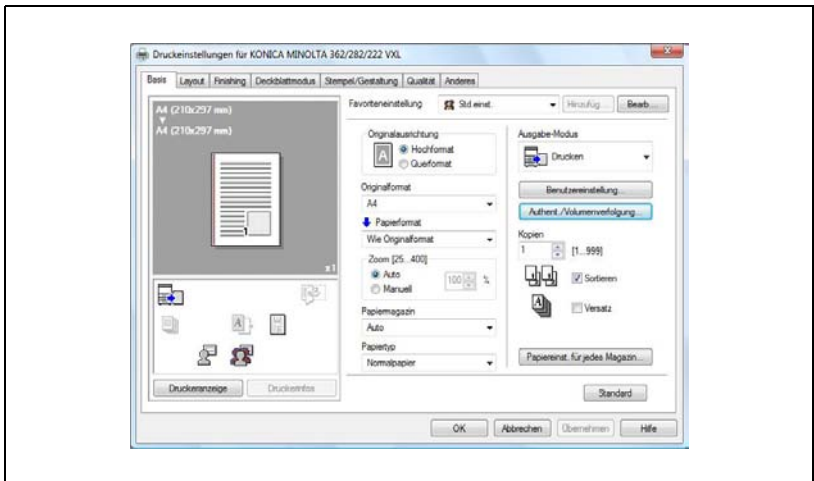 Druckeinstellungen für KONICA MINOLTA 362/282/222 VXL
Basis Layout Finishing Deckblattmodus Stempel/Gestaltung Qualität Anderes
A4 (210x297 mm)
A4 (210x297 mm)
1
x1
Druckeranzeige Druckerinfos
Favoriteneinstellung Std.einst. Hinzufüg... Bearb...
Originalausrichtung
A
Hochformat
Querformat
Originalformat
A4
Papierformat
Wie Originalformat
Zoom [25...400]
Auto
Manuell
100 %
Papiermagazin
Auto
Papiertyp
Normalpapier
Ausgabe-Modus
Drucken
Benutzereinstellung...
Authent./Volumenverfolgung...
Kopien
1 [1...999]
Sortieren
Versatz
Papiereinst. für jedes Magazin...
Standard
OK Abbrechen Übernehmen Hilfe